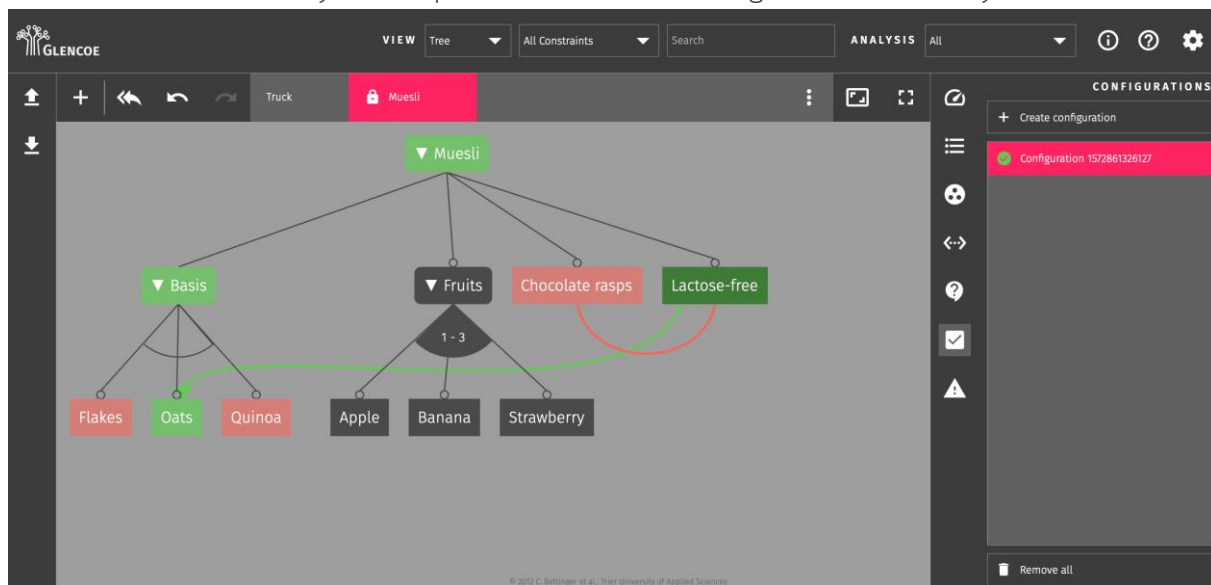 GLENCOE
VIEW Tree All Constraints Search ANALYSIS All
Truck Muesli
CONFIGURATIONS
+ Create configuration
Configuration 1572861326127
▼ Muesli
▼ Basis ▼ Fruits Chocolate rasps Lactose-free
1 - 3
Flakes Oats Quinoa Apple Banana Strawberry
© 2012 C. Bettinger et al., Trier University of Applied Sciences
Remove all